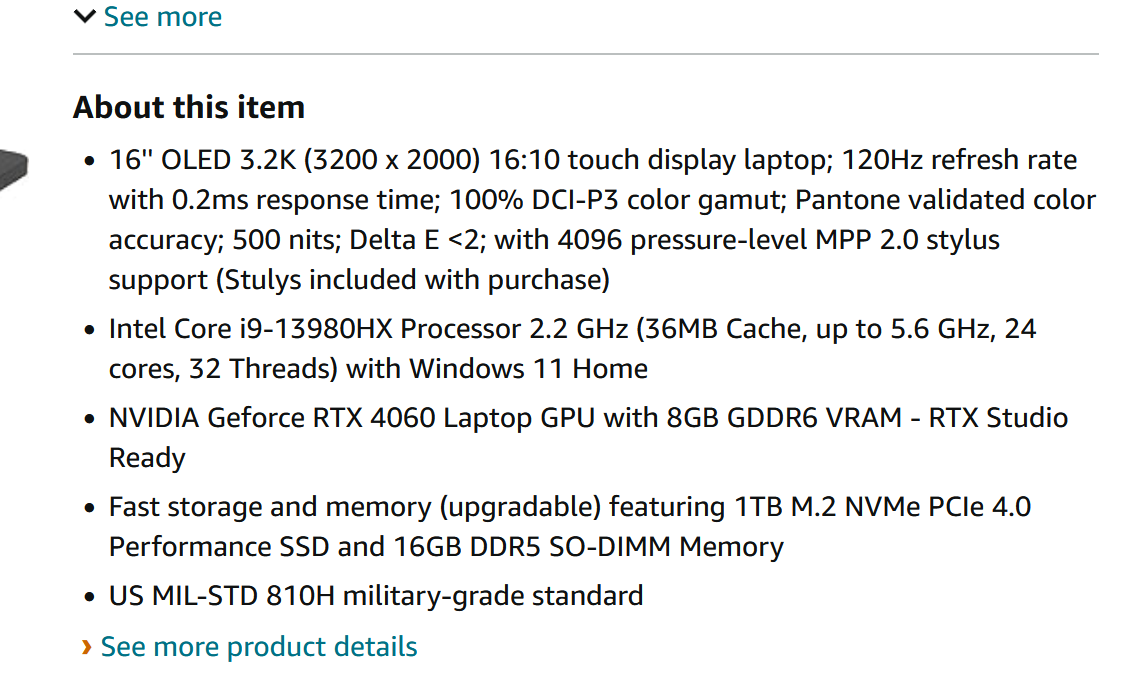 See more
About this item
• 16" OLED 3.2K (3200 x 2000) 16:10 touch display laptop; 120Hz refresh rate
with 0.2ms response time; 100% DCI-P3 color gamut; Pantone validated color
accuracy; 500 nits; Delta E <2; with 4096 pressure-level MPP 2.0 stylus
support (Stulys included with purchase)
• Intel Core i9-13980HX Processor 2.2 GHz (36MB Cache, up to 5.6 GHz, 24
cores, 32 Threads) with Windows 11 Home
• NVIDIA Geforce RTX 4060 Laptop GPU with 8GB GDDR6 VRAM - RTX Studio
Ready
• Fast storage and memory (upgradable) featuring 1TB M.2 NVMe PCIe 4.0
Performance SSD and 16GB DDR5 SO-DIMM Memory
• US MIL-STD 810H military-grade standard
› See more product details